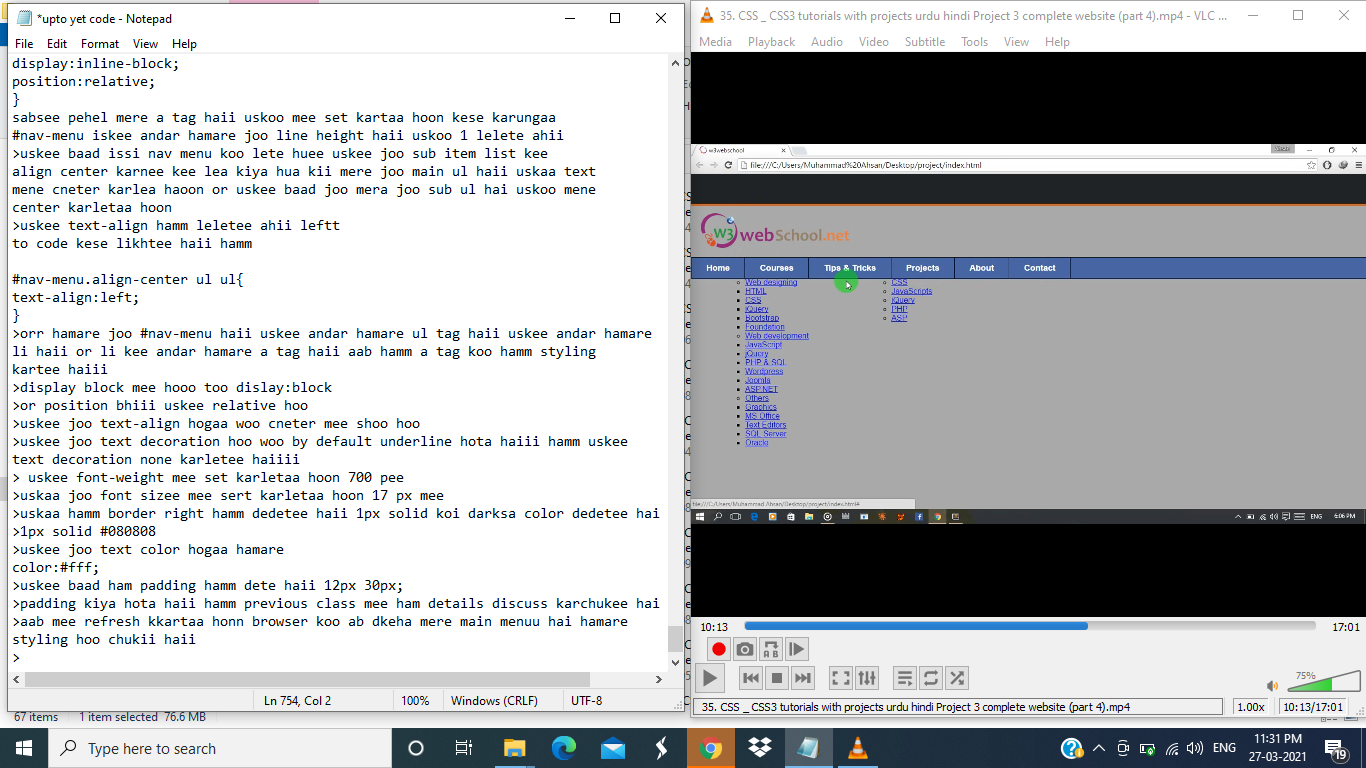 *upto yet code - Notepad
File Edit Format View Help
display:inline-block;
position:relative;
}
sabsee pehel mere a tag haii uskoo mee set kartaa hoon kese karungaa
#nav-menu iskee andar hamare joo line height haii uskoo 1 lelete ahii
>uskee baad issi nav menu koo lete huee uskee joo sub item list kee
align center karnee kee lea kiya hua kii mere joo main ul haii uskaa text
mene cneter karlea haoon or uskee baad joo mera joo sub ul hai uskoo mene
center karletaa hoon
>uskee text-align hamm leletee ahii leftt
to code kese likhtee haii hamm
#nav-menu.align-center ul ul{
text-align:left;
}
>orr hamare joo #nav-menu haii uskee andar hamare ul tag haii uskee andar hamare
li haii or li kee andar hamare a tag haii aab hamm a tag koo hamm styling
kartee haiii
>display block mee hooo too dislay:block
>or position bhiii uskee relative hoo
>uskee joo text-align hogaa woo cneter mee shoo hoo
>uskee joo text decoration hoo woo by default underline hota haiii hamm uskee
text decoration none karletee haiiii
> uskee font-weight mee set karletaa hoon 700 pee
>uskaa joo font sizee mee sert karletaa hoon 17 px mee
>uskaa hamm border right hamm dedetee haii 1px solid koi darksa color dedetee hai
>1px solid #080808
>uskee joo text color hogaa hamare
color:#fff;
>uskee baad ham padding hamm dete haii 12px 30px;
>padding kiya hota haii hamm previous class mee ham details discuss karchukee hai
>aab mee refresh kkartaa honn browser koo ab dkeha mere main menuu hai hamare
styling hoo chukii haii
>
Ln 754, Col 2 100% Windows (CRLF) UTF-8
67 items 1 item selected 76.6 MB
35. CSS _ CSS3 tutorials with projects urdu hindi Project 3 complete website (part 4).mp4 - VLC ...
Media Playback Audio Video Subtitle Tools View Help
w3webschool
file:///C:/Users/Muhammad%20Ahsan/Desktop/project/index.html
W3 webSchool.net
Home Courses Tips & Tricks Projects About Contact
Web designing
HTML
CSS
jQuery
Bootstrap
Foundation
Web development
JavaScript
jQuery
PHP & SQL
Wordpress
Joomla
ASP.NET
Others
Graphics
MS Office
Text Editors
SQL Server
Oracle
CSS
JavaScripts
jQuery
PHP
ASP
file:///C:/Users/Muhammad Ahsan/Desktop/project/index.html#
ENG 6:06 PM
10:13 17:01
75%
35. CSS _ CSS3 tutorials with projects urdu hindi Project 3 complete website (part 4).mp4 1.00x 10:13/17:01
Type here to search
ENG 11:31 PM
27-03-2021
19